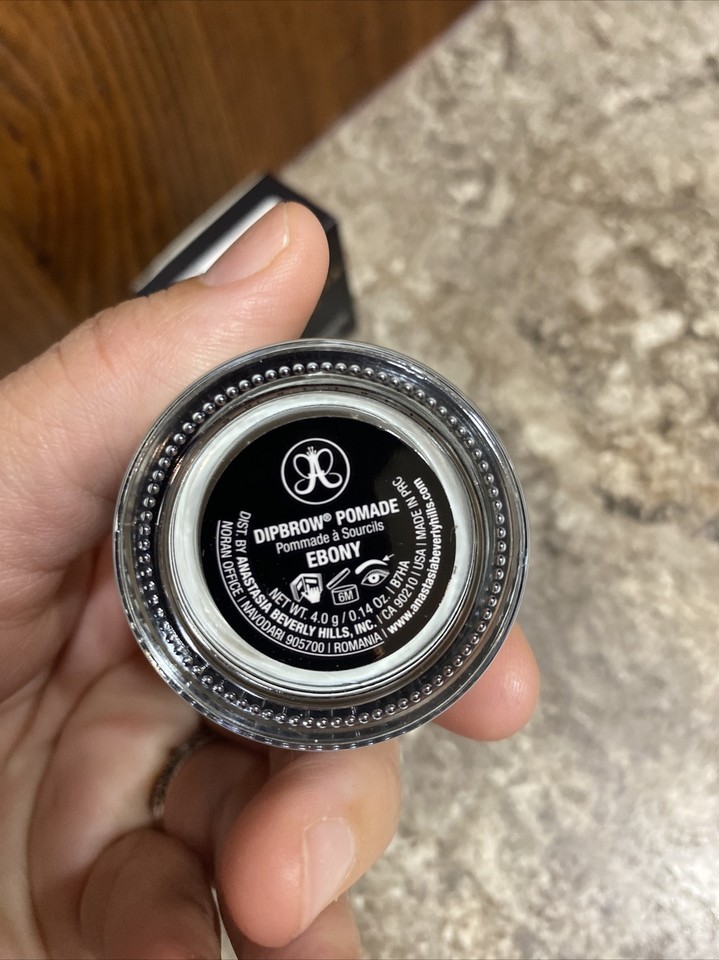 DIPBROW® POMADE
Pommade à Sourcils
EBONY
6M
NET WT. 4.0 g / 0.14 OZ. | B7HA
DIST. BY ANASTASIA BEVERLY HILLS, INC. | CA 90210 | USA | MADE IN PRC
NORAN OFFICE | NAVODARI 905700 | ROMANIA | www.anastasiabeverlyhills.com